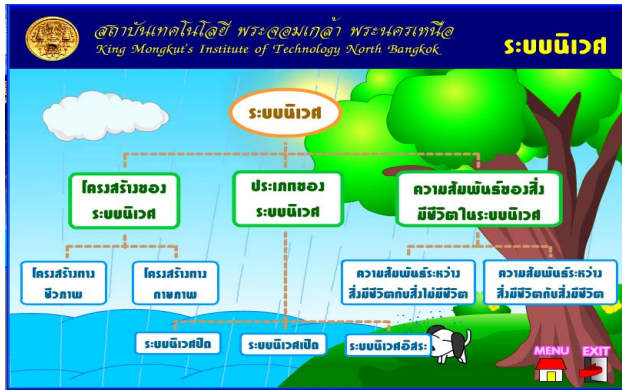 สถาบันเทคโนโลยี พระจอมเกล้า พระนครเหนือ
King Mongkut's Institute of Technology North Bangkok
ระบบนิเวศ
ระบบนิเวศ
โครงสร้างของ
ระบบนิเวศ
ประเภทของ
ระบบนิเวศ
ความสัมพันธ์ของสิ่ง
มีชีวิตในระบบนิเวศ
โครงสร้างทาง
ชีวภาพ
โครงสร้างทาง
กายภาพ
ความสัมพันธ์ระหว่าง
สิ่งมีชีวิตกับสิ่งไม่มีชีวิต
ความสัมพันธ์ระหว่าง
สิ่งมีชีวิตกับสิ่งมีชีวิต
ระบบนิเวศปิด
ระบบนิเวศเปิด
ระบบนิเวศอิสระ
MENU
EXIT